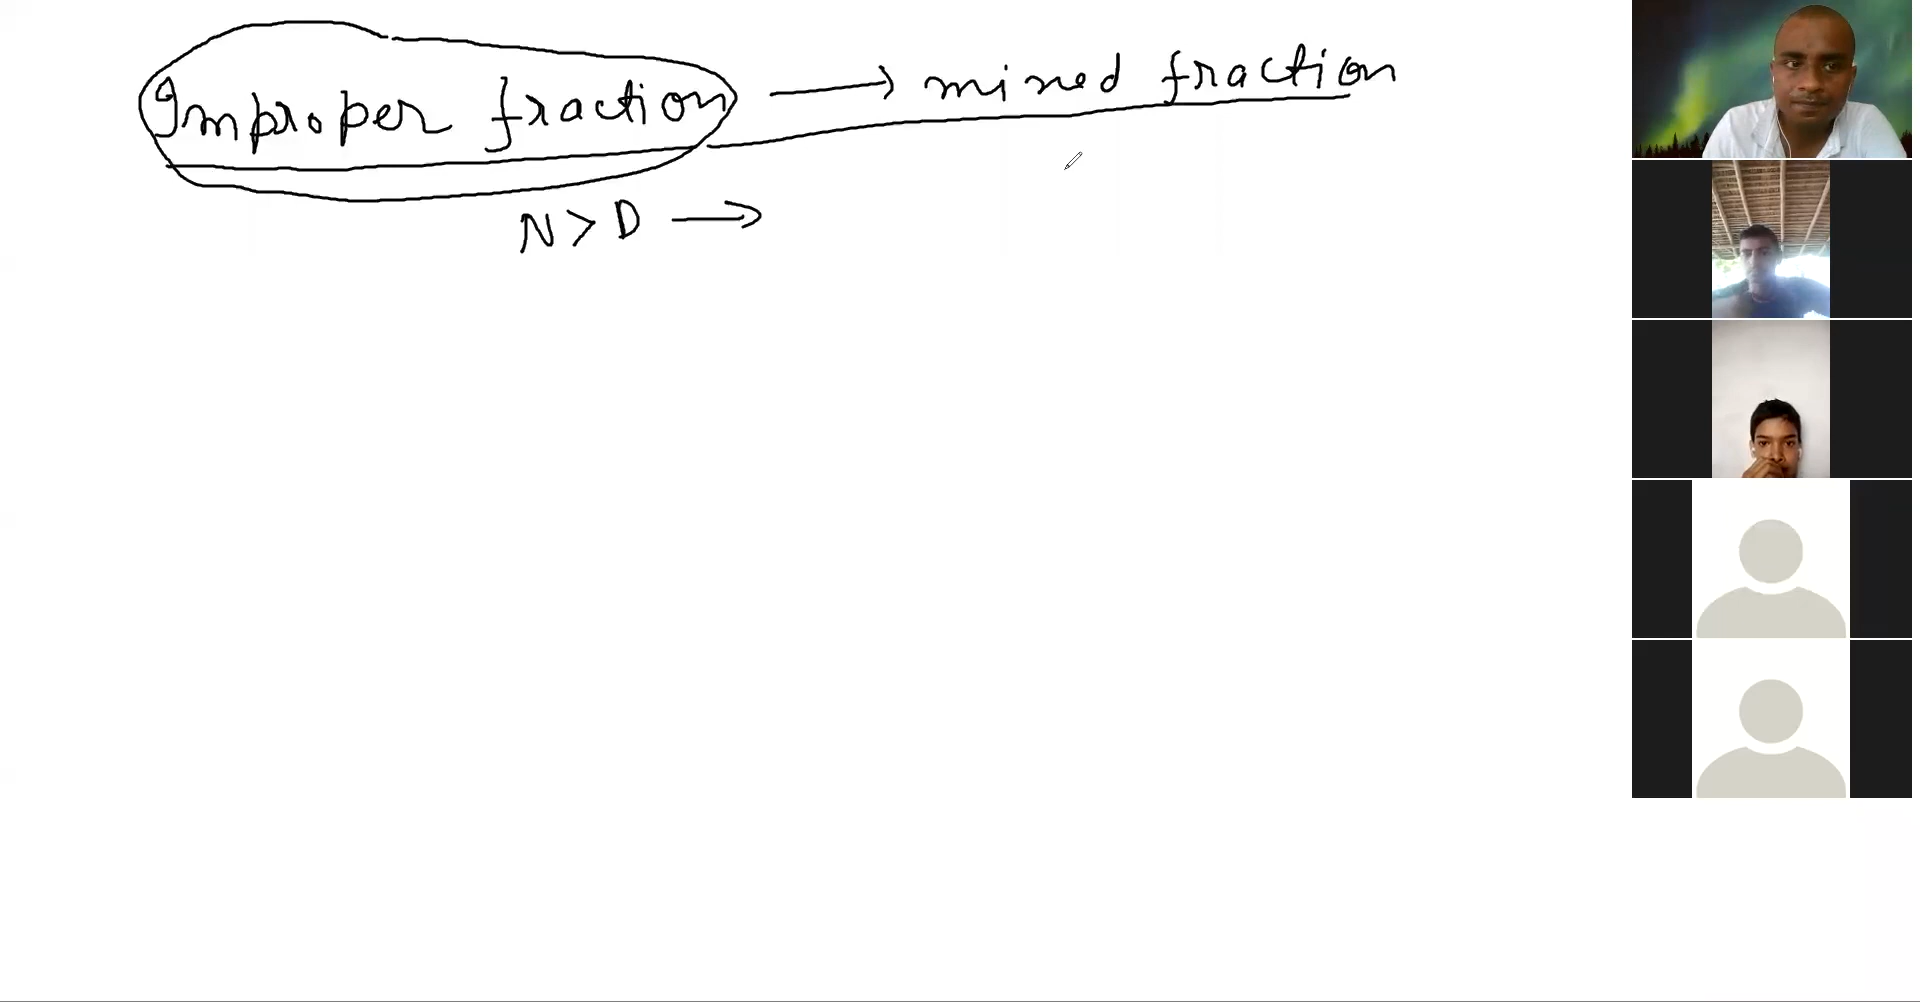 Improper fraction → mixed fraction
N > D →